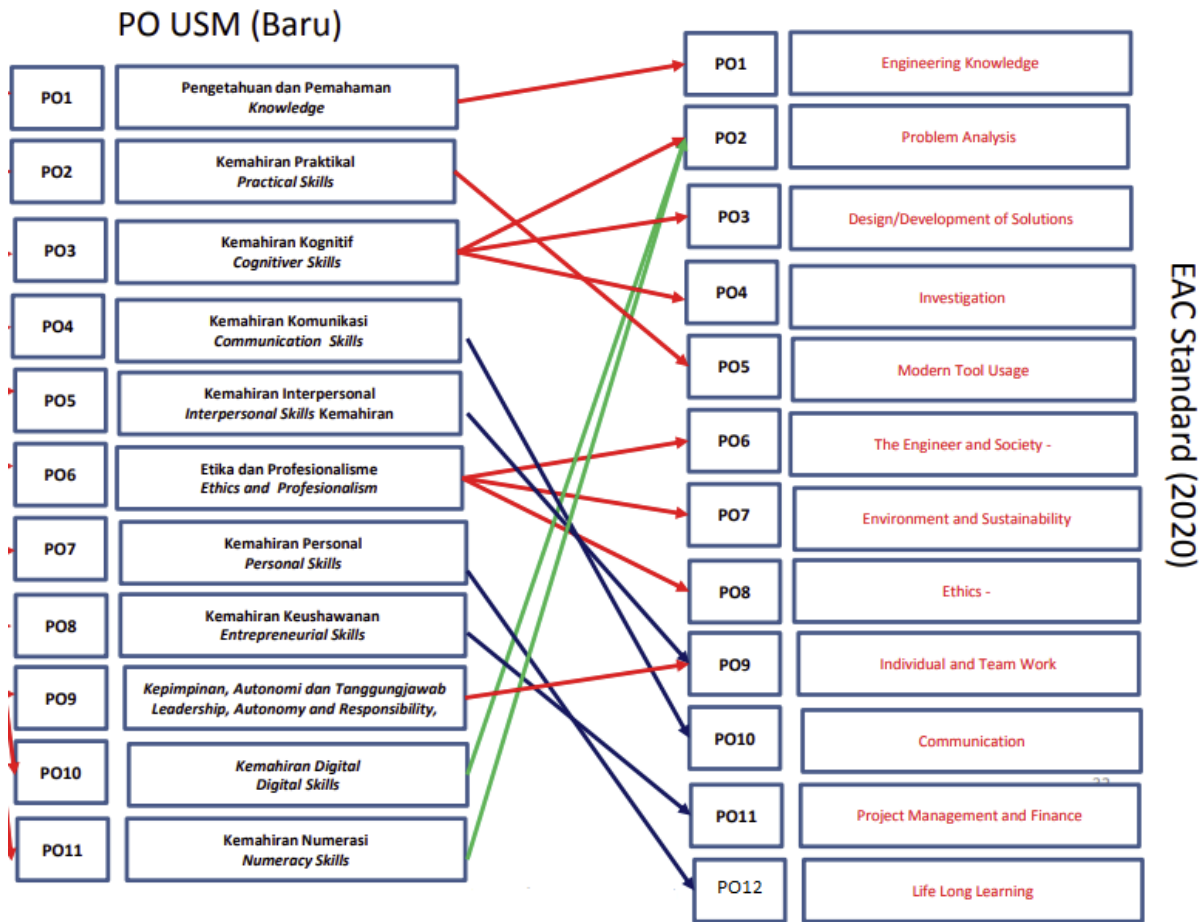 PO USM (Baru)
PO1
Pengetahuan dan Pemahaman
Knowledge
PO2
Kemahiran Praktikal
Practical Skills
PO3
Kemahiran Kognitif
Cognitiver Skills
PO4
Kemahiran Komunikasi
Communication Skills
PO5
Kemahiran Interpersonal
Interpersonal Skills Kemahiran
PO6
Etika dan Profesionalisme
Ethics and Profesionalism
PO7
Kemahiran Personal
Personal Skills
PO8
Kemahiran Keushawanan
Entrepreneurial Skills
PO9
Kepimpinan, Autonomi dan Tanggungjawab
Leadership, Autonomy and Responsibility,
PO10
Kemahiran Digital
Digital Skills
PO11
Kemahiran Numerasi
Numeracy Skills
PO1
Engineering Knowledge
PO2
Problem Analysis
PO3
Design/Development of Solutions
PO4
Investigation
PO5
Modern Tool Usage
PO6
The Engineer and Society -
PO7
Environment and Sustainability
PO8
Ethics -
PO9
Individual and Team Work
PO10
Communication
PO11
Project Management and Finance
PO12
Life Long Learning
EAC Standard (2020)